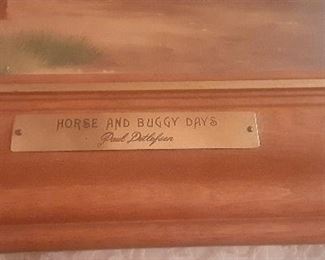 HORSE AND BUGGY DAYS
Paul Detlefsen